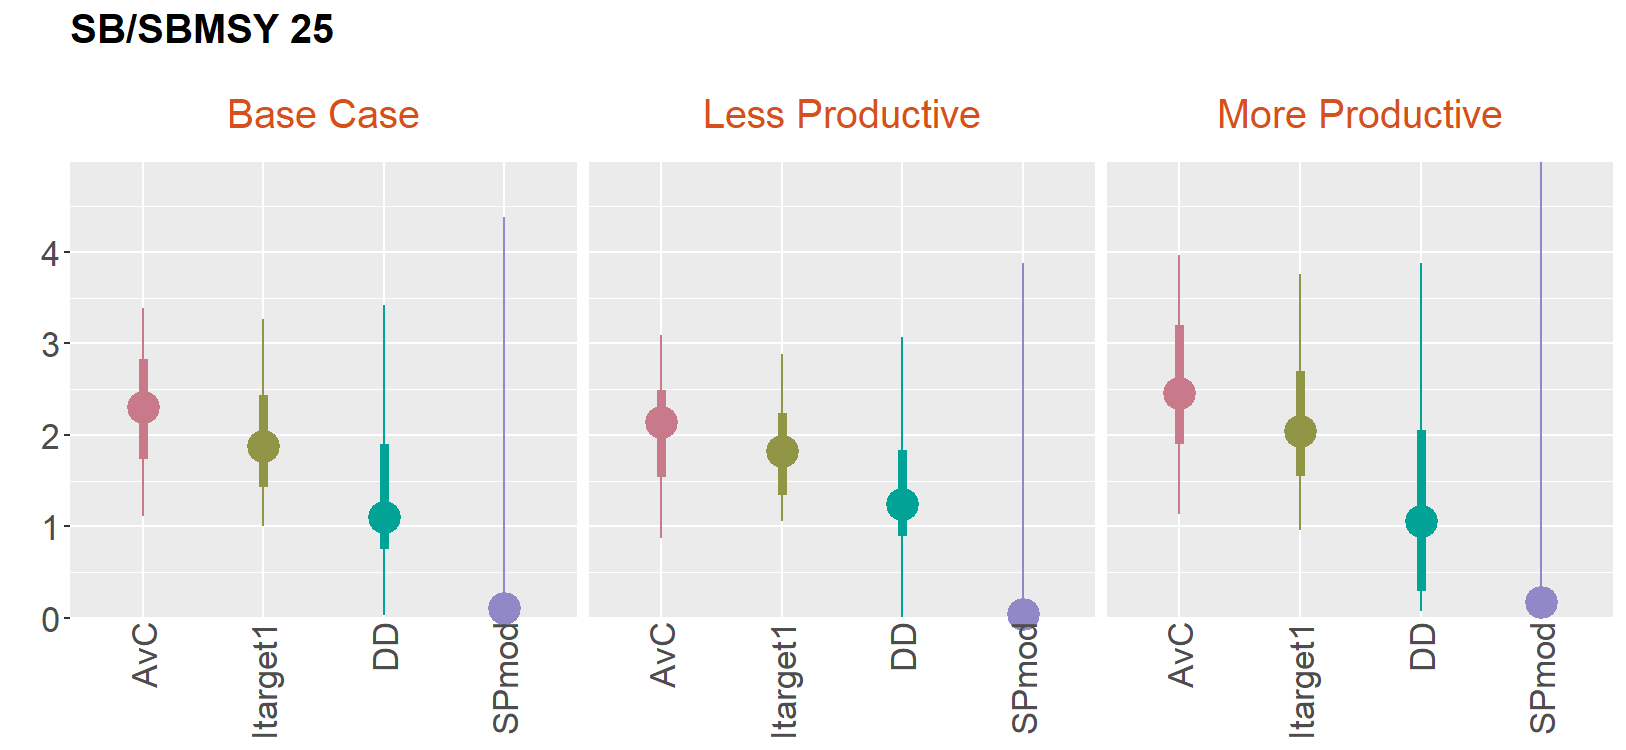 SB/SBMSY 25
Base Case
Less Productive
More Productive
4
3
2
1
0
AvC
Itarget1
DD
SPmod
AvC
Itarget1
DD
SPmod
AvC
Itarget1
DD
SPmod